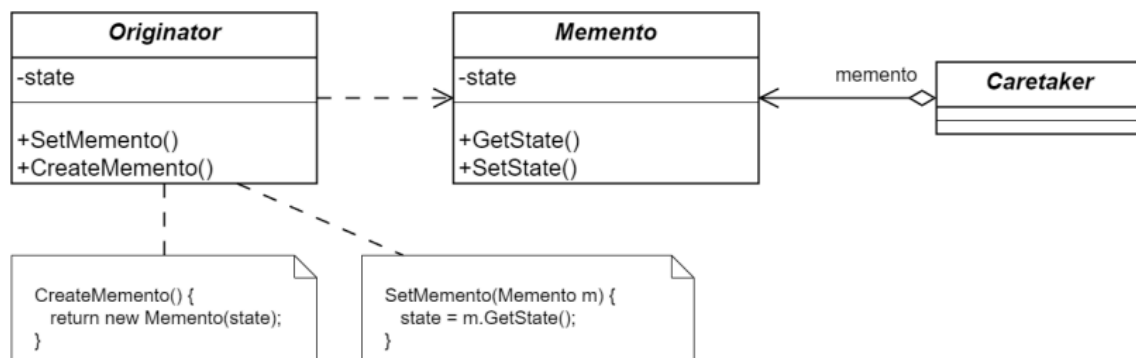 Originator
-state
+SetMemento()
+CreateMemento()
Memento
-state
+GetState()
+SetState()
memento
Caretaker
CreateMemento() {
return new Memento(state);
}
SetMemento(Memento m) {
state = m.GetState();
}